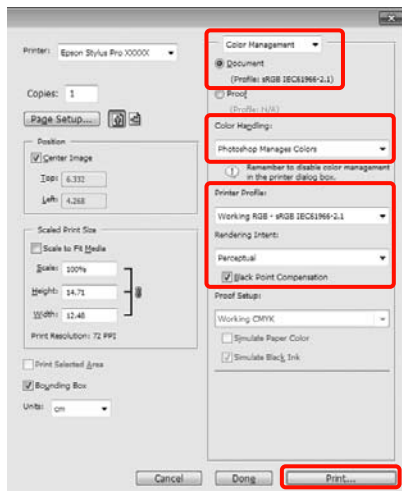 Printer: Epson Stylus Pro XXXXX
Copies: 1
Page Setup...
Position
Center Image
Top: 6.332
Left: 4.268
Scaled Print Size
Scale to Fit Media
Scale: 100%
Height: 14.71
Width: 12.48
Print Resolution: 72 PPI
Print Selected Area
Bounding Box
Units: cm
Color Management
Document
(Profile: sRGB IEC61966-2.1)
Proof
(Profile: N/A)
Color Handling:
Photoshop Manages Colors
Remember to disable color management
in the printer dialog box.
Printer Profile:
Working RGB - sRGB IEC61966-2.1
Rendering Intent:
Perceptual
Black Point Compensation
Proof Setup:
Working CMYK
Simulate Paper Color
Simulate Black Ink
Cancel
Done
Print...